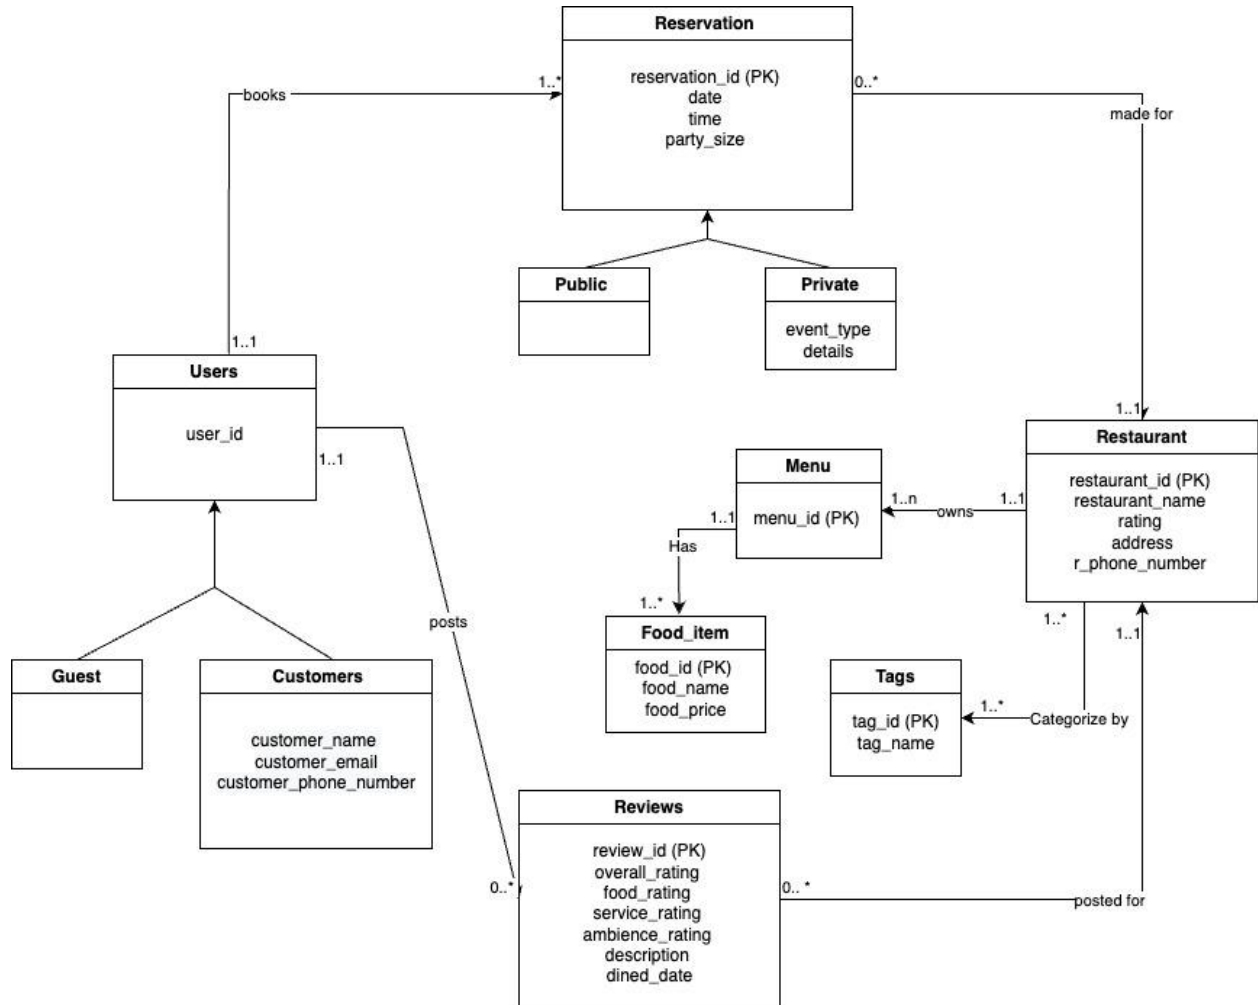 Reservation
reservation_id (PK)
date
time
party_size
1..*
0..*
books
made for
Public
Private
event_type
details
1..1
Users
user_id
1..1
1..1
Restaurant
restaurant_id (PK)
restaurant_name
rating
address
r_phone_number
Menu
menu_id (PK)
1..n
owns
1..1
1..1
Has
1..*
Food_item
food_id (PK)
food_name
food_price
1..*
1..1
Tags
tag_id (PK)
tag_name
1..*
Categorize by
posts
Guest
Customers
customer_name
customer_email
customer_phone_number
Reviews
review_id (PK)
overall_rating
food_rating
service_rating
ambience_rating
description
dined_date
0..*
0.. *
posted for